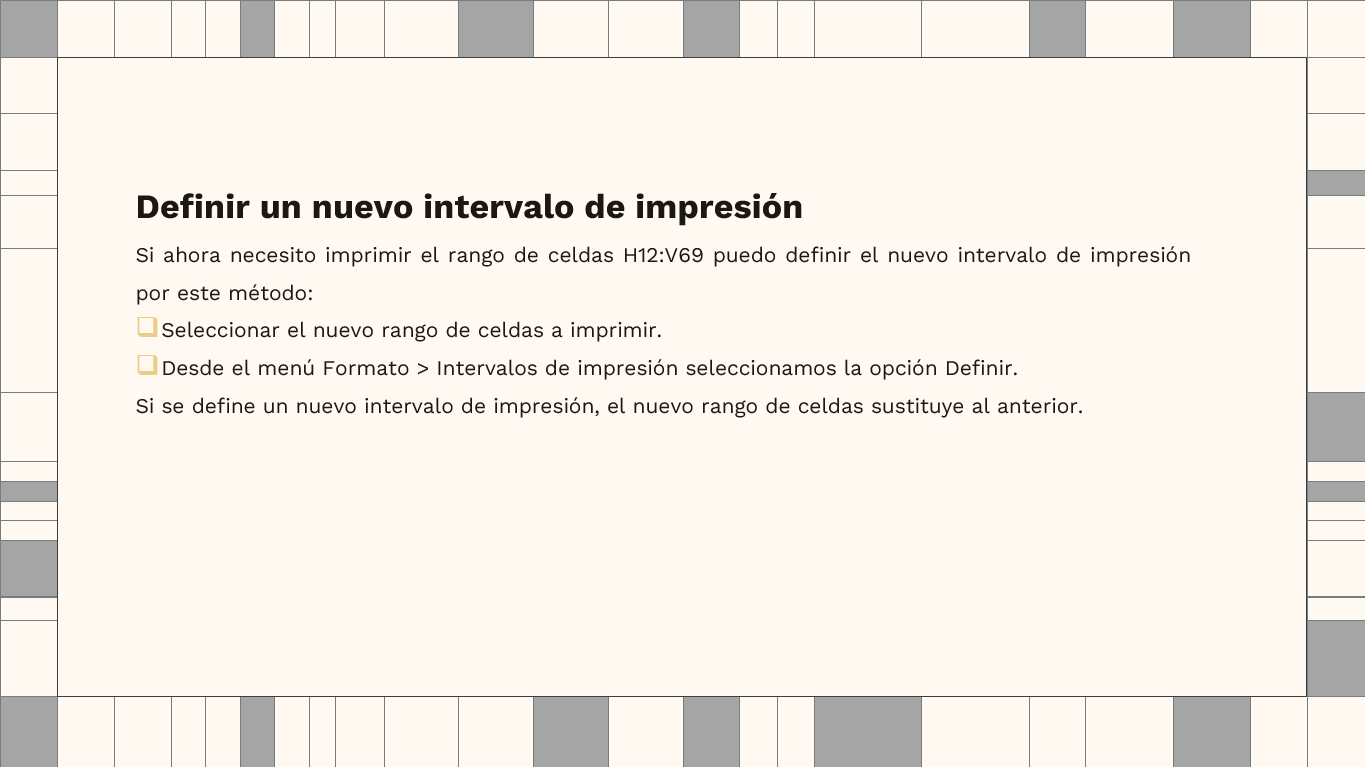 Definir un nuevo intervalo de impresión
Si ahora necesito imprimir el rango de celdas H12:V69 puedo definir el nuevo intervalo de impresión
por este método:
❑Seleccionar el nuevo rango de celdas a imprimir.
❑Desde el menú Formato > Intervalos de impresión seleccionamos la opción Definir.
Si se define un nuevo intervalo de impresión, el nuevo rango de celdas sustituye al anterior.